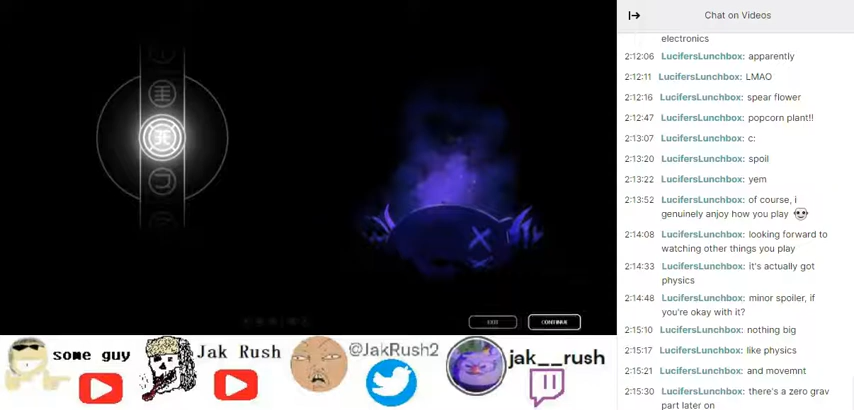 Chat on Videos
electronics
2:12:06 LucifersLunchbox: apparently
2:12:11 LucifersLunchbox: LMAO
2:12:16 LucifersLunchbox: spear flower
2:12:47 LucifersLunchbox: popcorn plant!!
2:13:07 LucifersLunchbox: c:
2:13:20 LucifersLunchbox: spoil
2:13:22 LucifersLunchbox: yem
2:13:52 LucifersLunchbox: of course, i
genuinely anjoy how you play
2:14:08 LucifersLunchbox: looking forward to
watching other things you play
2:14:33 LucifersLunchbox: it's actually got
physics
2:14:48 LucifersLunchbox: minor spoiler, if
you're okay with it?
2:15:10 LucifersLunchbox: nothing big
2:15:17 LucifersLunchbox: like physics
2:15:21 LucifersLunchbox: and movemnt
2:15:30 LucifersLunchbox: there's a zero grav
part later on
EXIT CONTINUE
some guy
Jak Rush
@JakRush2
jak__rush